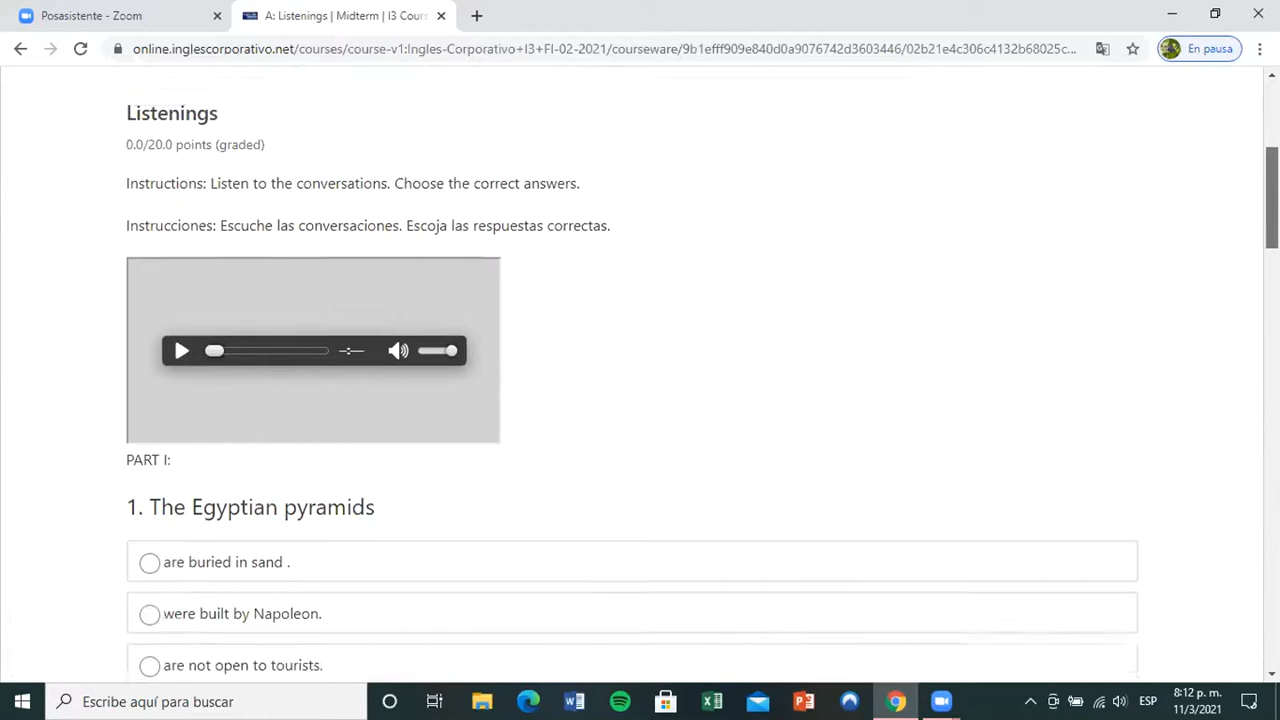 Posasistente - Zoom
A: Listenings | Midterm | I3 Cours
online.inglescorporativo.net/courses/course-v1:Ingles-Corporativo+I3+FI-02-2021/courseware/9b1efff909e840d0a9076742d3603446/02b21e4c306c4132b68025c...
En pausa
Listenings
0.0/20.0 points (graded)
Instructions: Listen to the conversations. Choose the correct answers.
Instrucciones: Escuche las conversaciones. Escoja las respuestas correctas.
PART I:
1. The Egyptian pyramids
are buried in sand .
were built by Napoleon.
are not open to tourists.
Escribe aquí para buscar
ESP
8:12 p. m.
11/3/2021